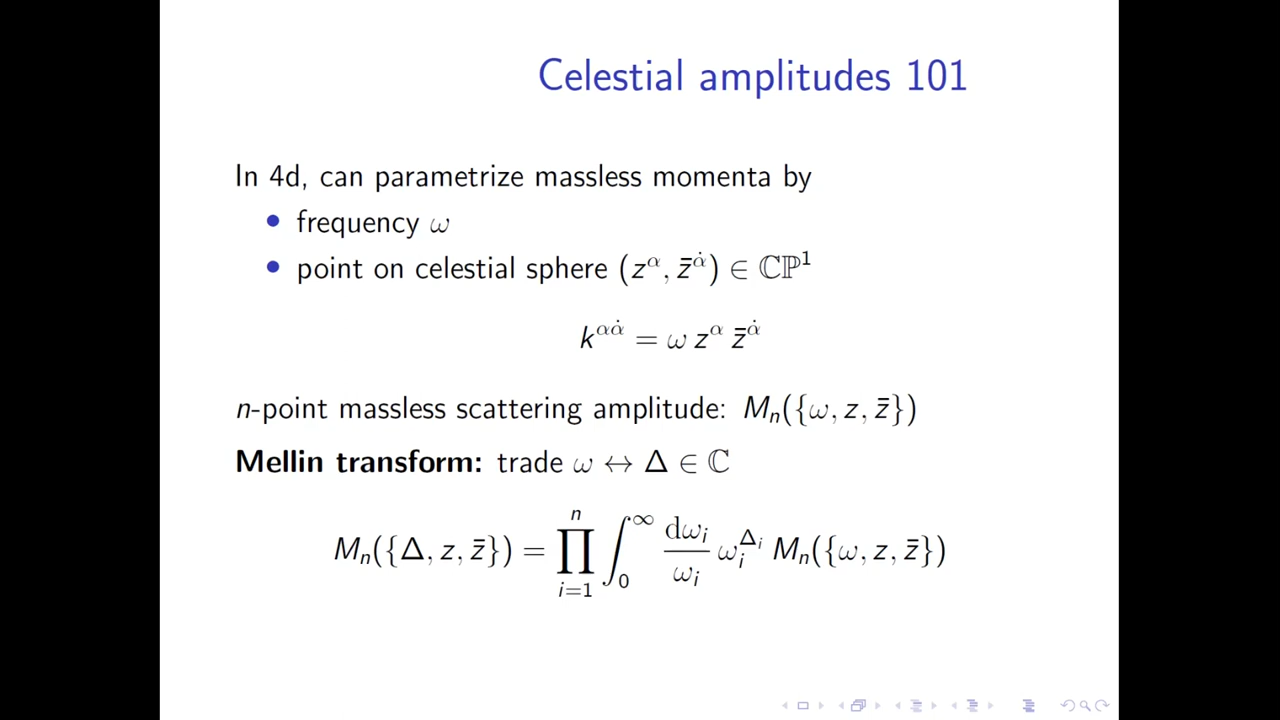 Celestial amplitudes 101
In 4d, can parametrize massless momenta by
• frequency ω
• point on celestial sphere (z^α, z̄^α̇) ∈ ℂℙ¹
k^{αα̇} = ω z^α z̄^α̇
n-point massless scattering amplitude: M_n({ω, z, z̄})
Mellin transform: trade ω ↔ Δ ∈ ℂ
M_n({Δ, z, z̄}) = ∏_{i=1}^{n} ∫_0^∞ dω_i/ω_i ω_i^{Δ_i} M_n({ω, z, z̄})